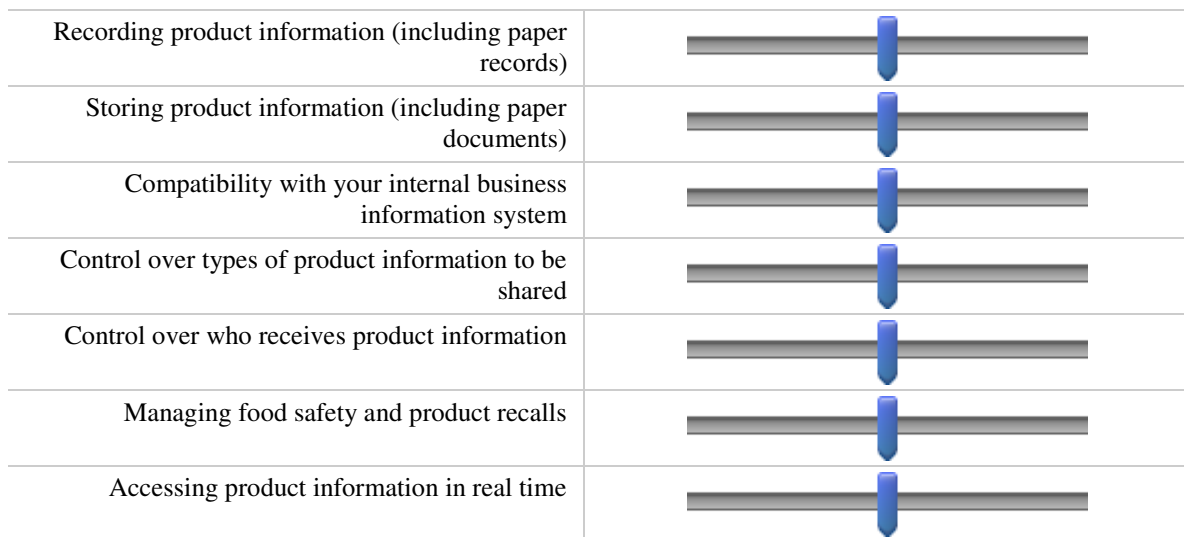 Recording product information (including paper
records)
Storing product information (including paper
documents)
Compatibility with your internal business
information system
Control over types of product information to be
shared
Control over who receives product information
Managing food safety and product recalls
Accessing product information in real time